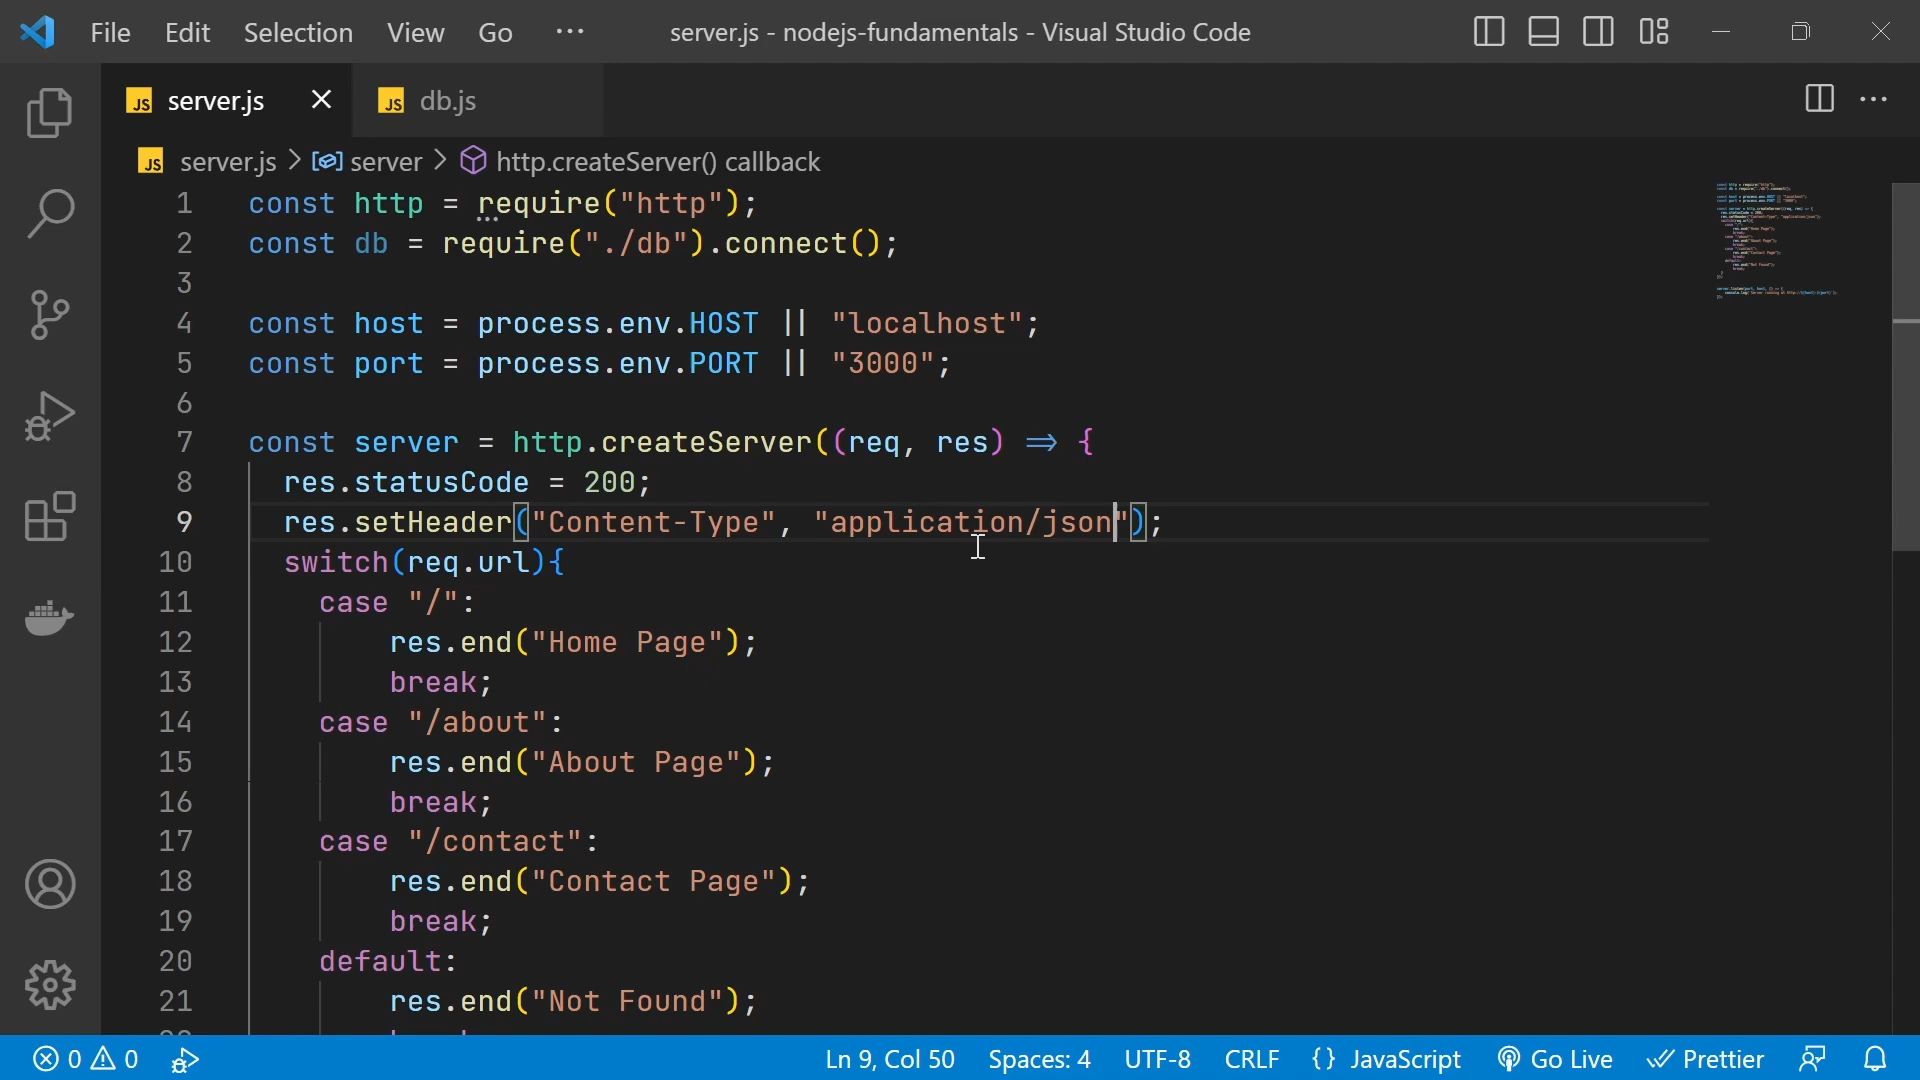 File Edit Selection View Go ··· server.js - nodejs-fundamentals - Visual Studio Code
JS server.js JS db.js
JS server.js > server > http.createServer() callback
1 const http = require("http");
2 const db = require("./db").connect();
3
4 const host = process.env.HOST || "localhost";
5 const port = process.env.PORT || "3000";
6
7 const server = http.createServer((req, res) => {
8 res.statusCode = 200;
9 res.setHeader("Content-Type", "application/json");
10 switch(req.url){
11 case "/":
12 res.end("Home Page");
13 break;
14 case "/about":
15 res.end("About Page");
16 break;
17 case "/contact":
18 res.end("Contact Page");
19 break;
20 default:
21 res.end("Not Found");
0 0 Ln 9, Col 50 Spaces: 4 UTF-8 CRLF {} JavaScript Go Live Prettier